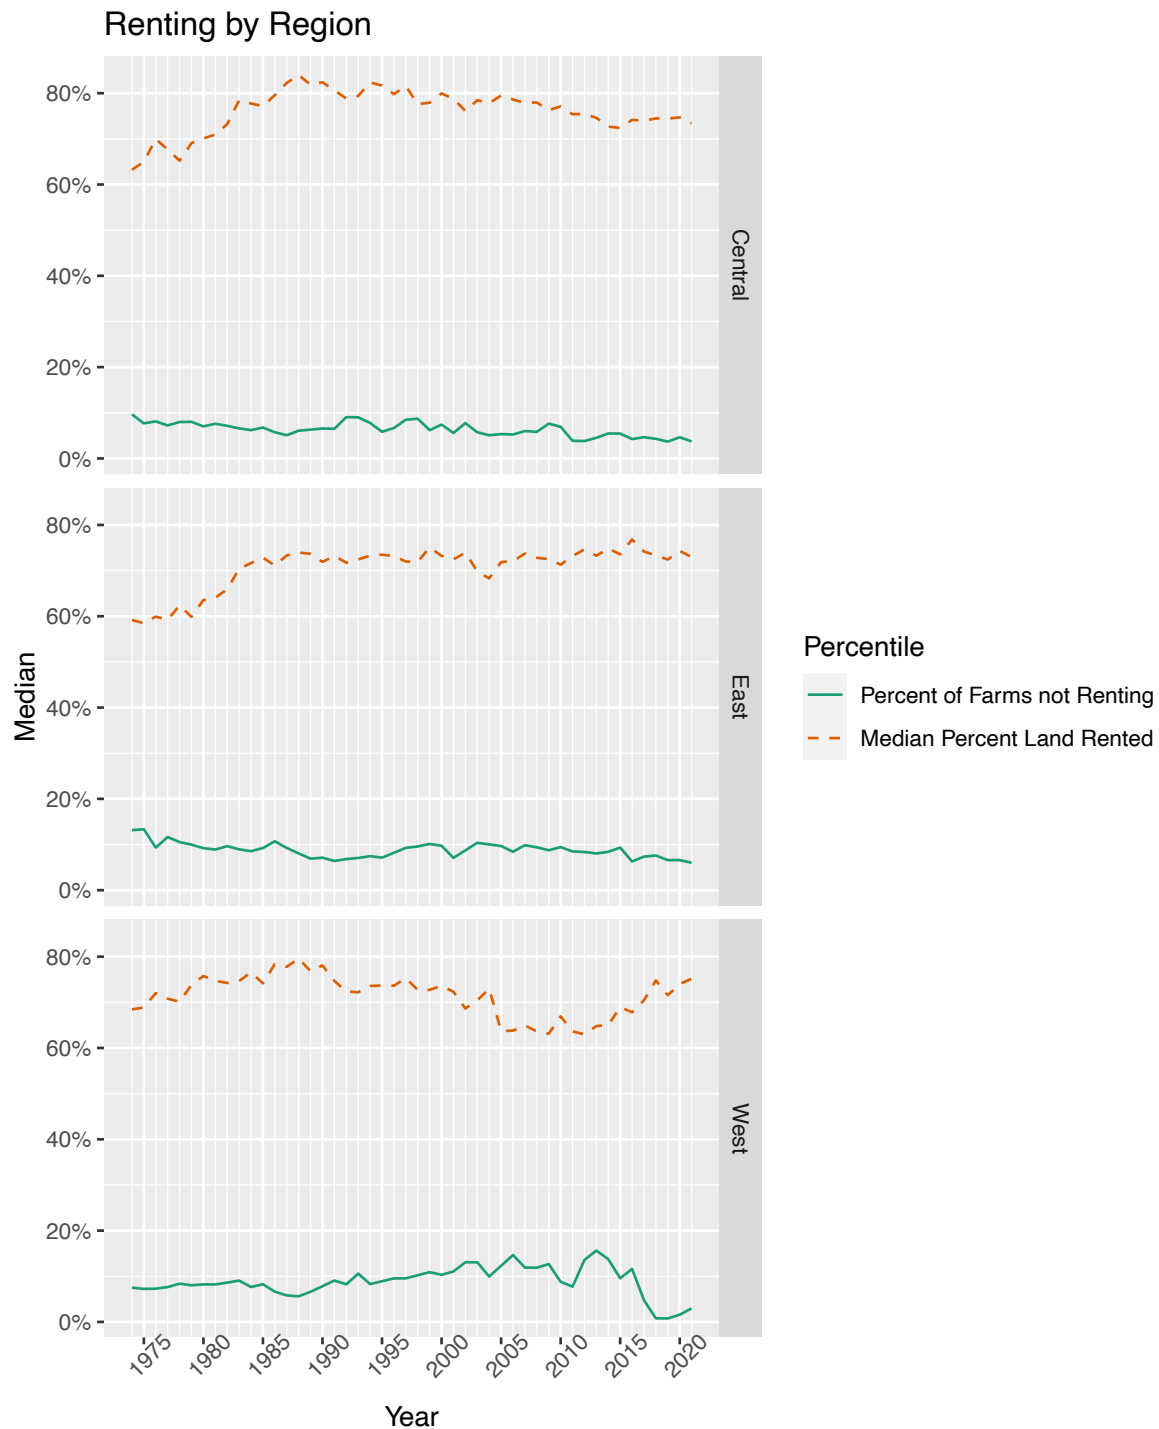 Renting by Region
80%
60%
40%
20%
0%
Central
80%
60%
40%
20%
0%
East
80%
60%
40%
20%
0%
West
Median
1975
1980
1985
1990
1995
2000
2005
2010
2015
2020
Year
Percentile
Percent of Farms not Renting
Median Percent Land Rented